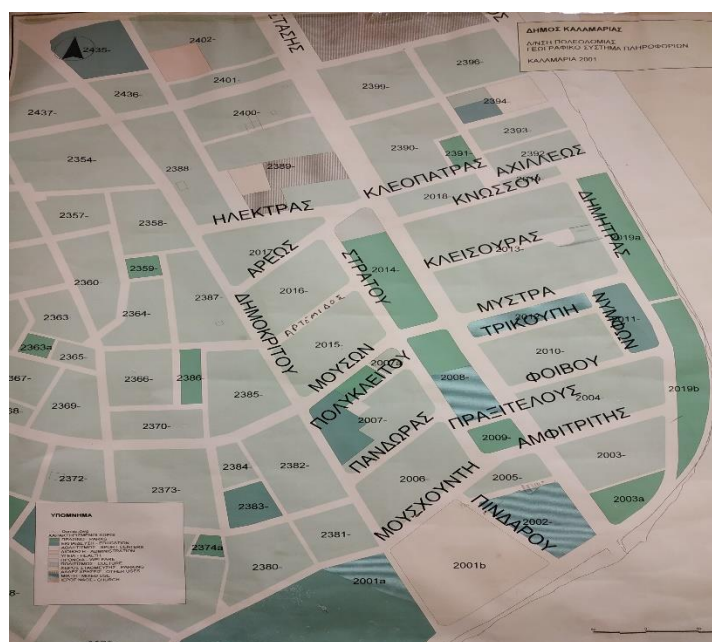 ΔΗΜΟΣ ΚΑΛΑΜΑΡΙΑΣ
Δ/ΝΣΗ ΠΟΛΕΟΔΟΜΙΑΣ
ΓΕΩΓΡΑΦΙΚΟ ΣΥΣΤΗΜΑ ΠΛΗΡΟΦΟΡΙΩΝ
ΚΑΛΑΜΑΡΙΑ 2001
2435-
2402-
2401-
2436-
2437-
2400-
2399-
2396-
2394-
2393-
2392-
2354-
2388
2389-
2390-
2391-
ΚΛΕΟΠΑΤΡΑΣ
ΑΧΙΛΛΕΩΣ
2018-
ΚΝΩΣΣΟΥ
ΗΛΕΚΤΡΑΣ
2357-
2358-
2017-
ΑΡΕΩΣ
ΣΤΡΑΤΟΥ
2014-
ΚΛΕΙΣΟΥΡΑΣ
2013-
ΔΗΜΗΤΡΑΣ
2019a
2359-
2360-
2016-
ΑΡΤΕΜΙΔΟΣ
ΔΗΜΟΚΡΙΤΟΥ
2387-
2363-
2364-
2363a
2365-
ΜΥΣΤΡΑ
ΤΡΙΚΟΥΠΗ
ΝΥΜΦΩΝ
2011-
2015-
ΜΟΥΣΩΝ
2010-
ΦΟΙΒΟΥ
2366-
2386-
2385-
ΠΟΛΥΚΛΕΙΤΟΥ
2008-
2019b
2369-
ΠΡΑΞΙΤΕΛΟΥΣ
2004-
2370-
2007-
ΠΑΝΔΩΡΑΣ
2009-
ΑΜΦΙΤΡΙΤΗΣ
2372-
2373-
2384-
2382-
2383-
2006-
ΜΟΥΣΧΟΥΝΤΗ
2005-
2003-
2003a
ΠΙΝΔΑΡΟΥ
2002-
2374a
2381-
2380-
2001a
2001b
ΥΠΟΜΝΗΜΑ